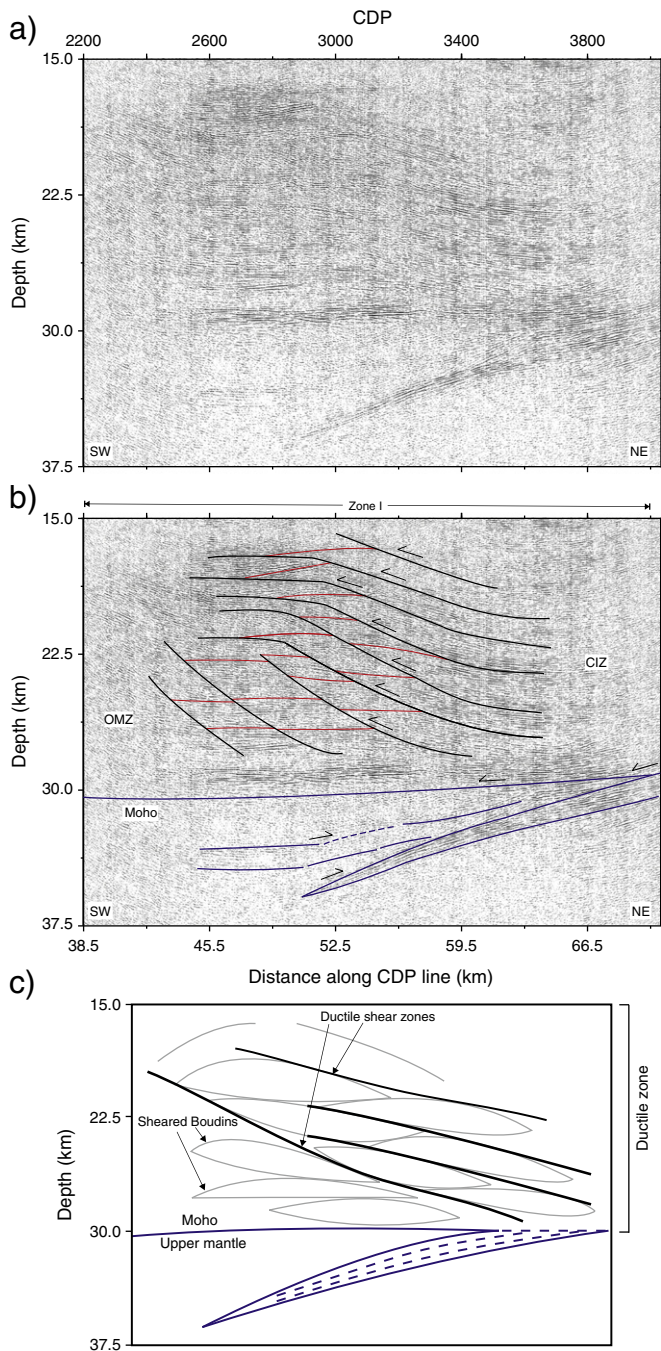 a)
CDP
2200 2600 3000 3400 3800
15.0
22.5
Depth (km)
30.0
37.5
SW NE
b)
Zone I
15.0
22.5
Depth (km)
30.0
37.5
CIZ
OMZ
Moho
SW NE
38.5 45.5 52.5 59.5 66.5
Distance along CDP line (km)
c)
15.0
22.5
Depth (km)
30.0
37.5
Ductile shear zones
Sheared Boudins
Moho
Upper mantle
Ductile zone